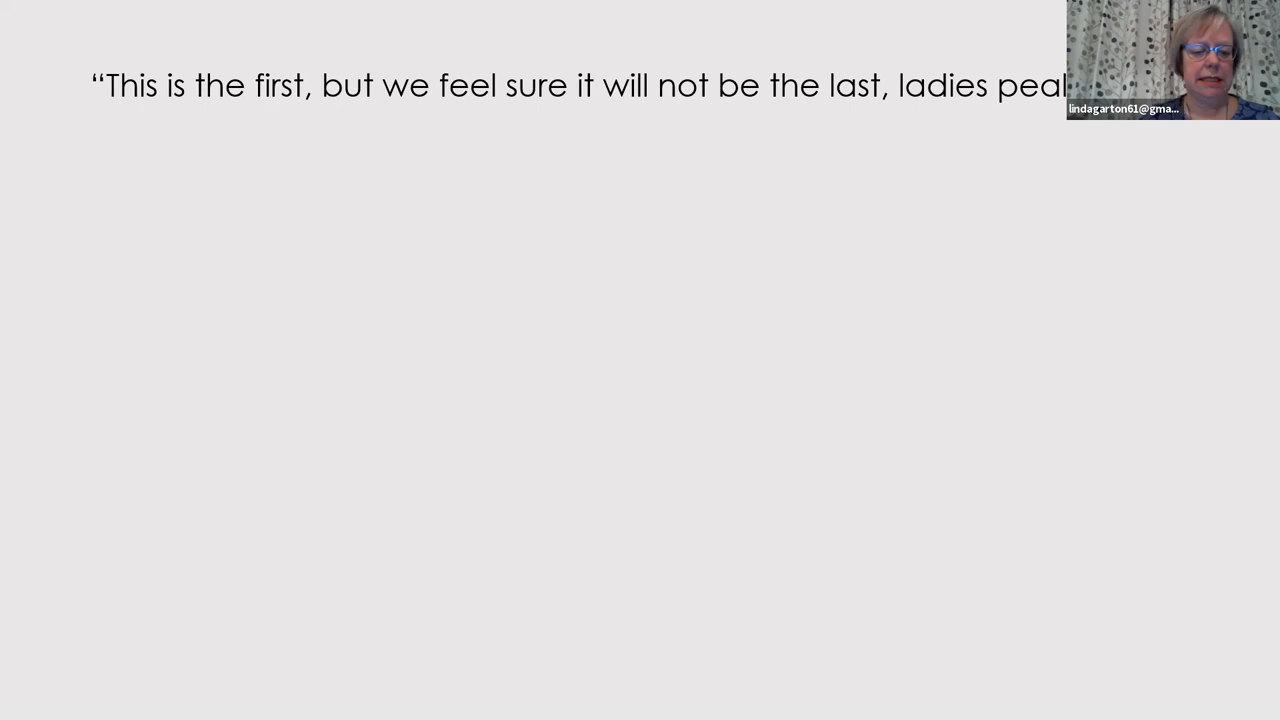 “This is the first, but we feel sure it will not be the last, ladies peal
lindagarton61@gma...